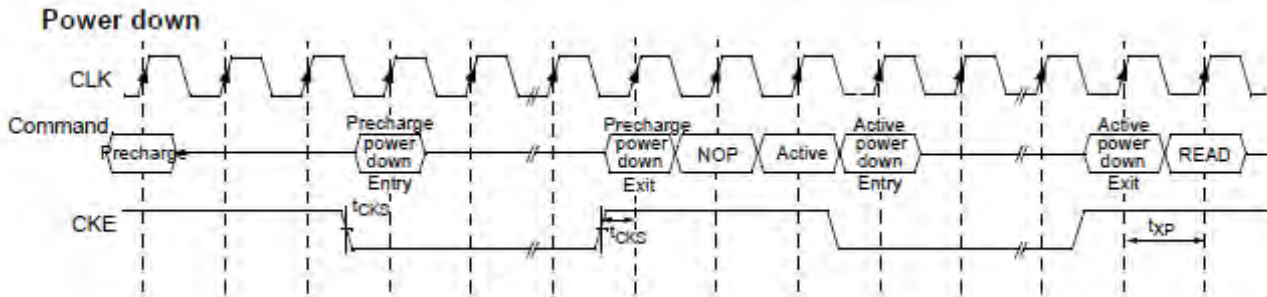 Power down
CLK
Command
Precharge
Precharge
power
down
Entry
Precharge
power
down
Exit
NOP
Active
Active
power
down
Entry
Active
power
down
Exit
READ
CKE
tCKS
tCKS
tXP